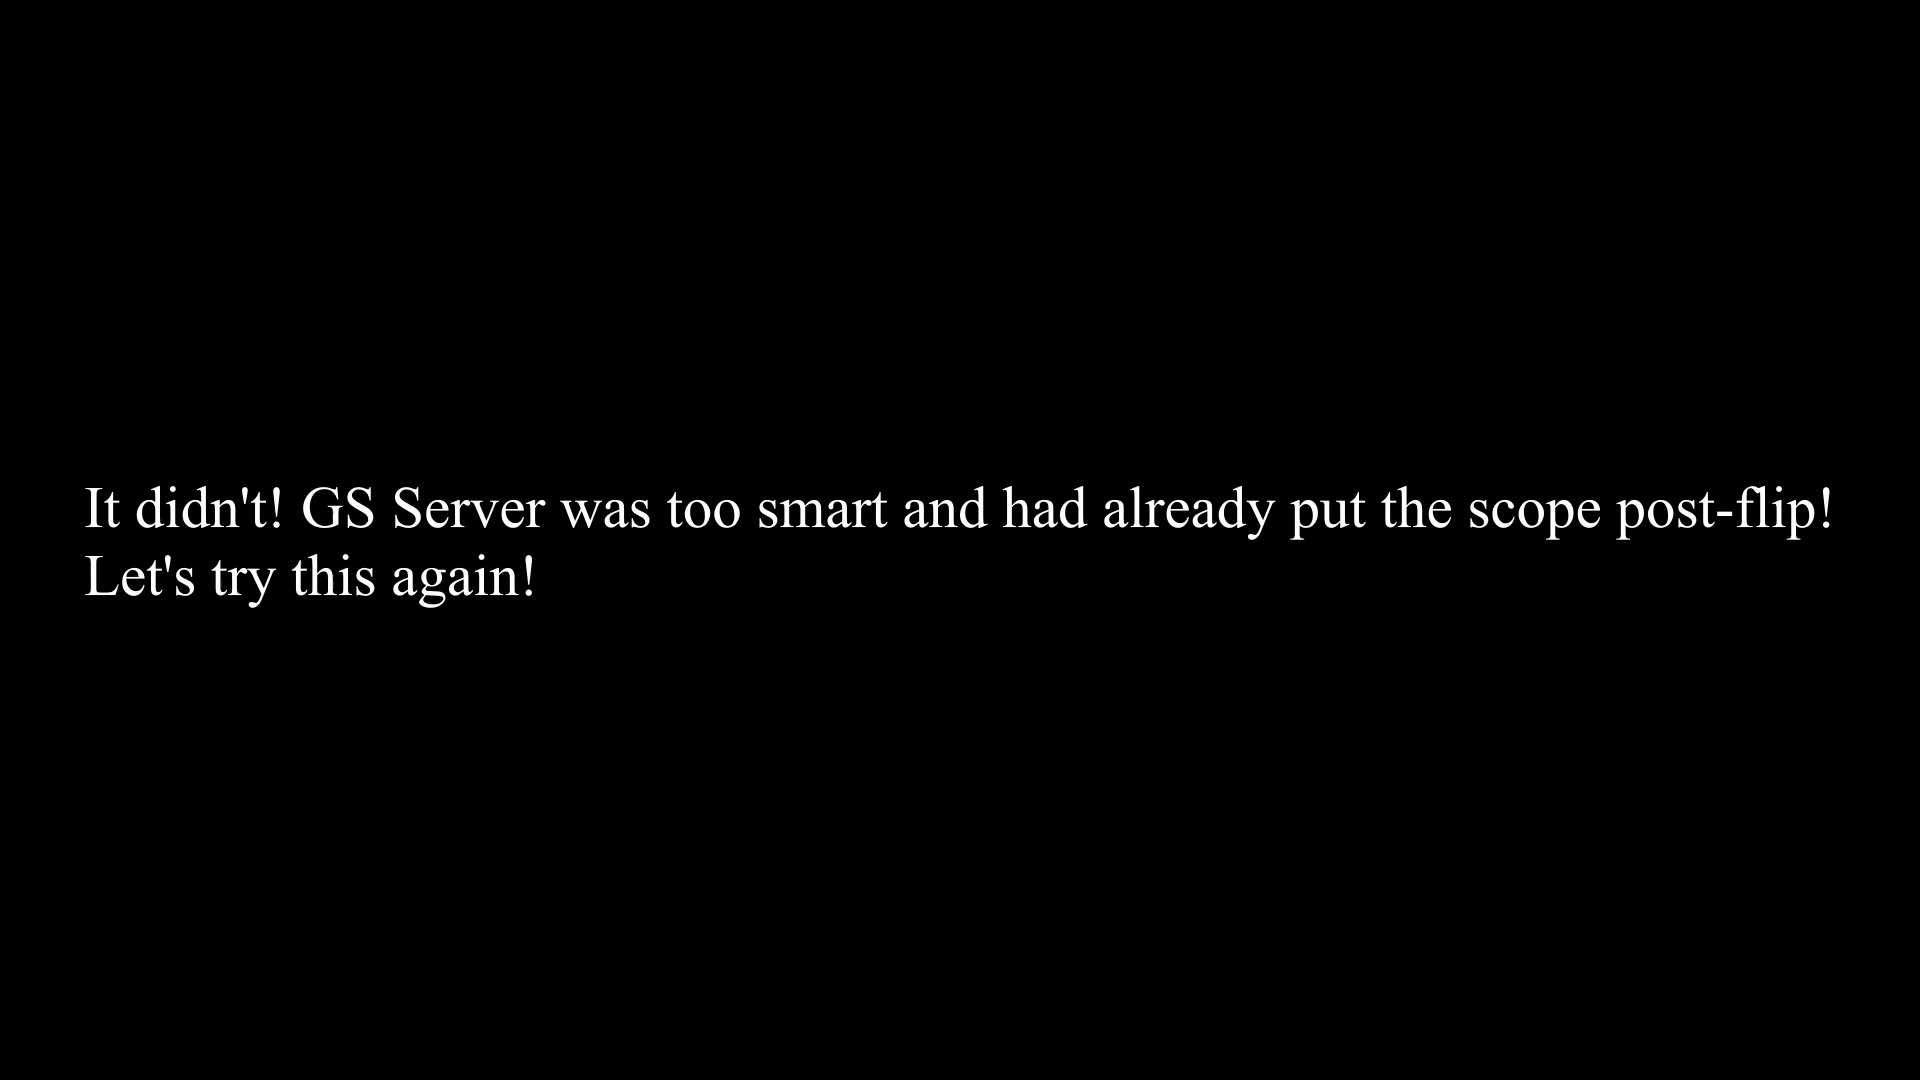 It didn't! GS Server was too smart and had already put the scope post-flip!
Let's try this again!